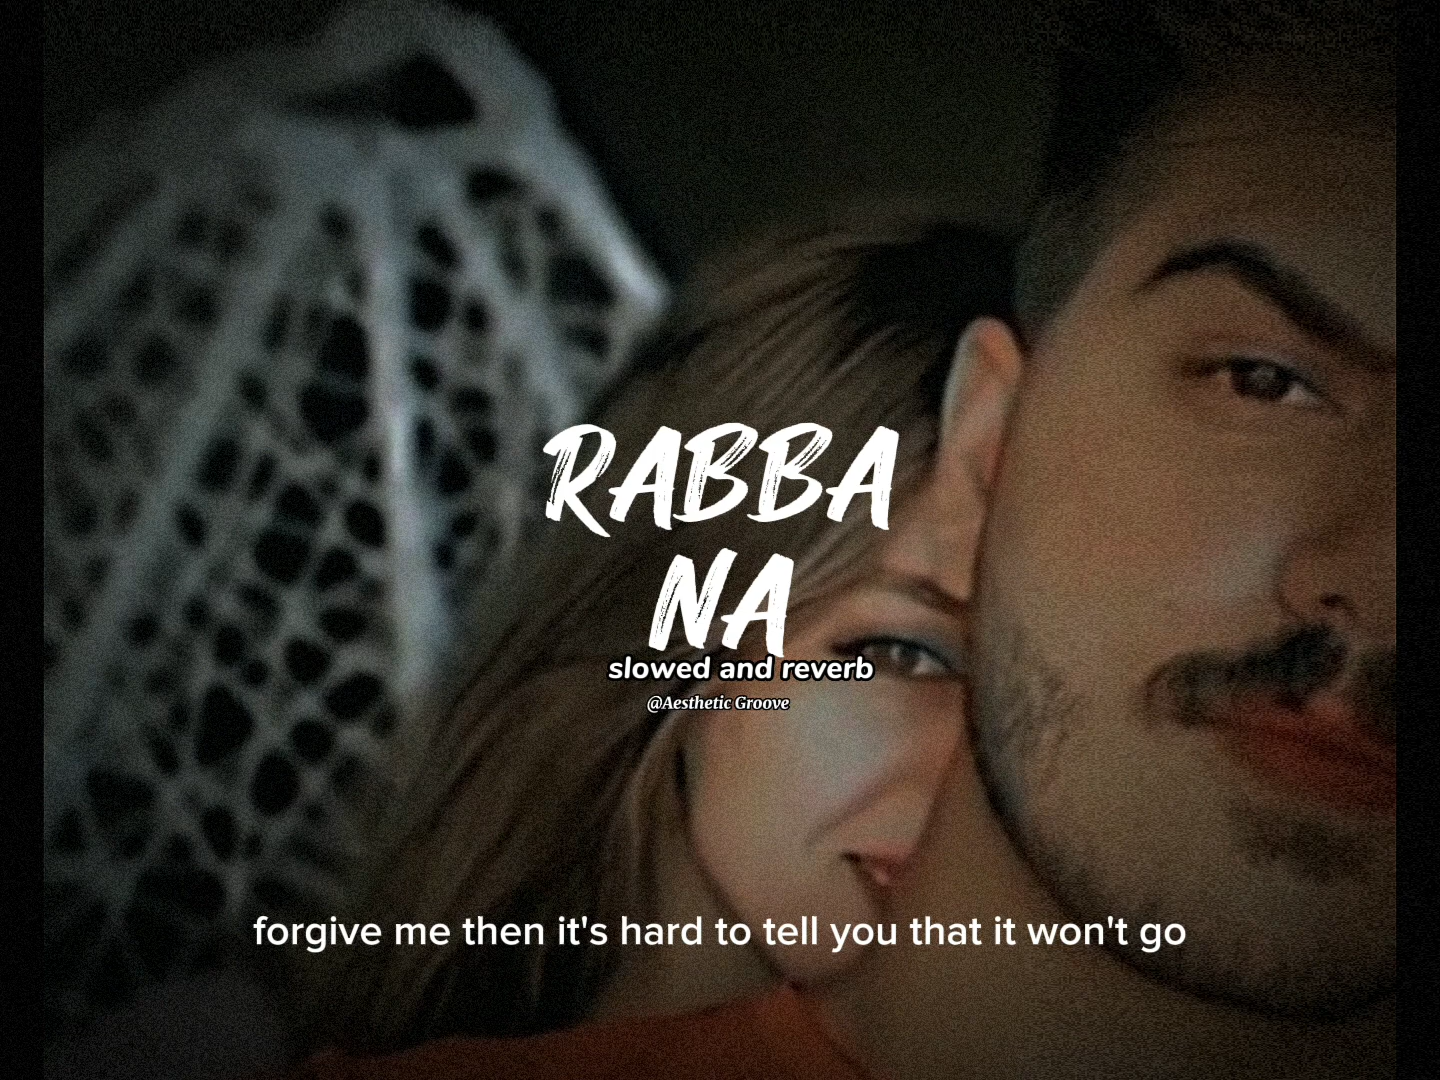 RABBA
NA
slowed and reverb
@Aesthetic Groove
forgive me then it's hard to tell you that it won't go